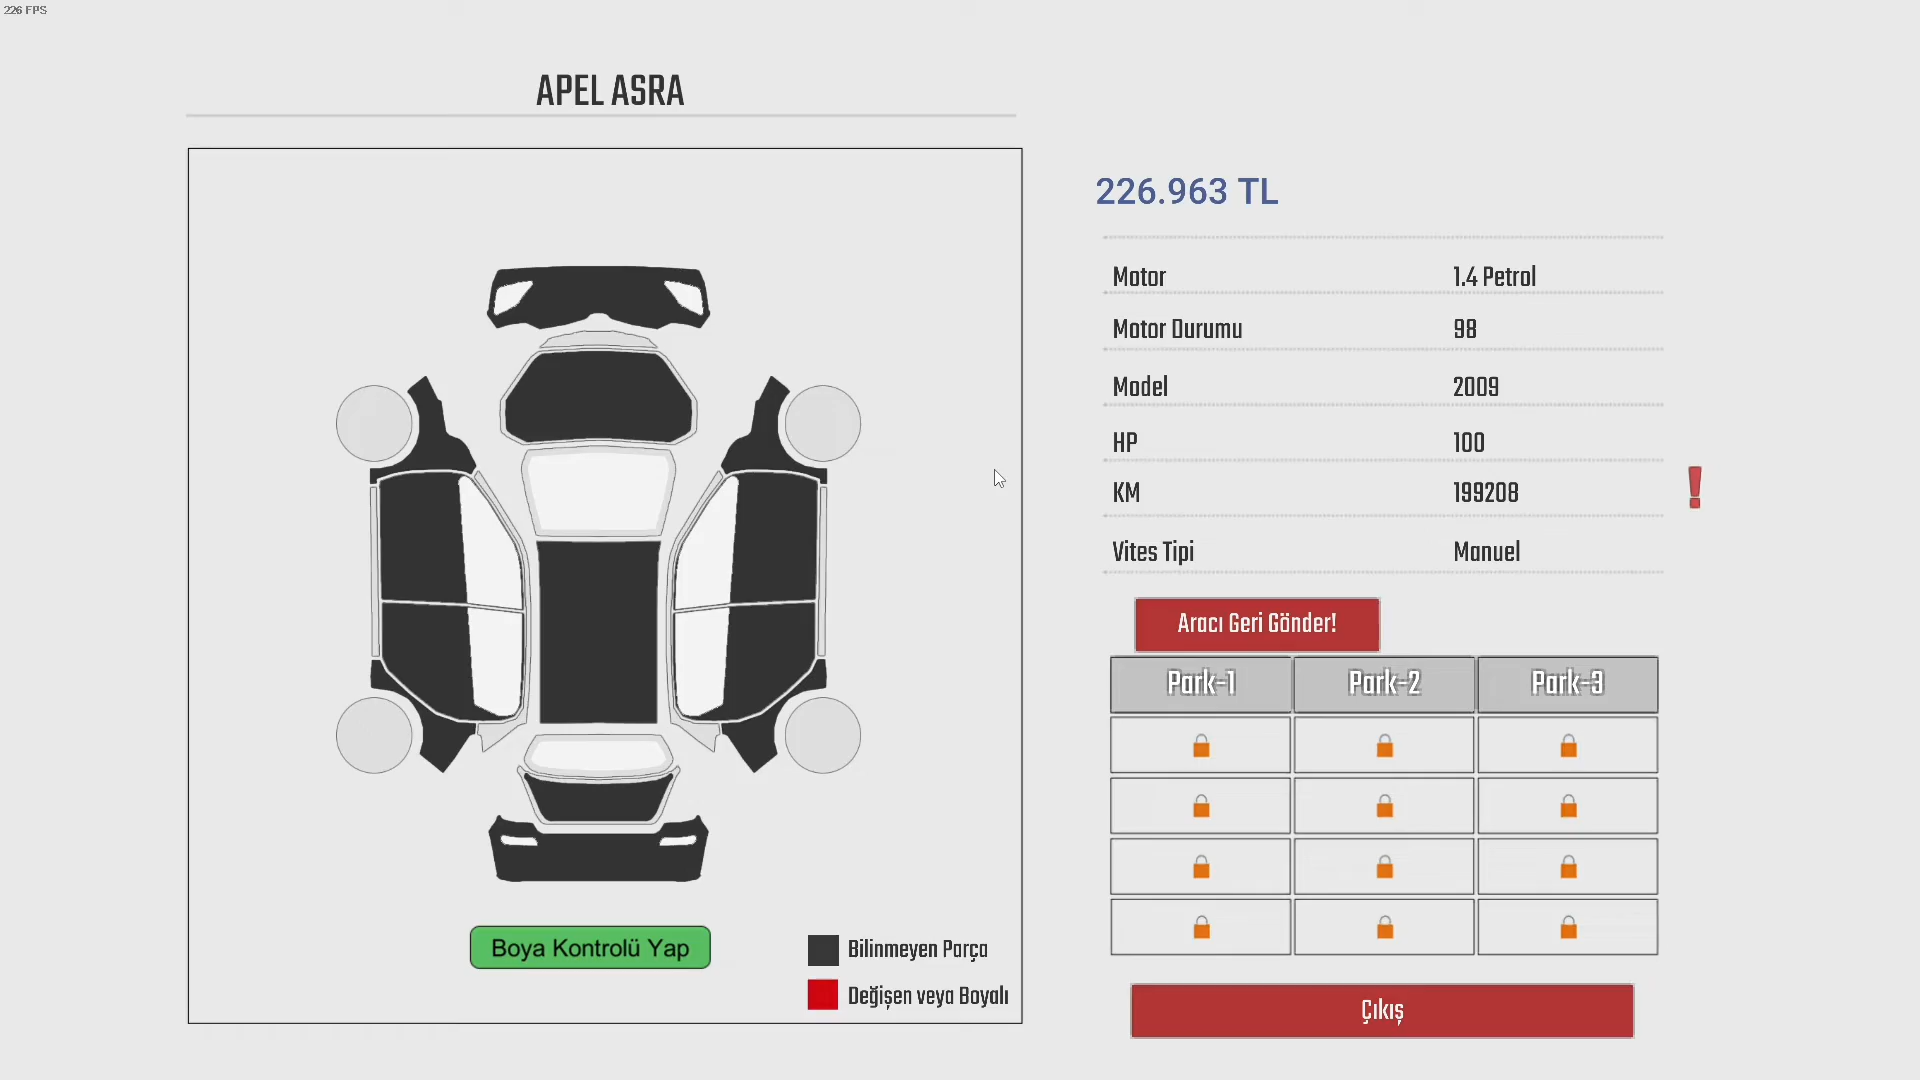 226 FPS
APEL ASRA
226.963 TL
Motor 1.4 Petrol
Motor Durumu 98
Model 2009
HP 100
KM 199208
Vites Tipi Manuel
Aracı Geri Gönder!
Park-1 Park-2 Park-3
Boya Kontrolü Yap
Bilinmeyen Parça
Değişen veya Boyalı
Çıkış